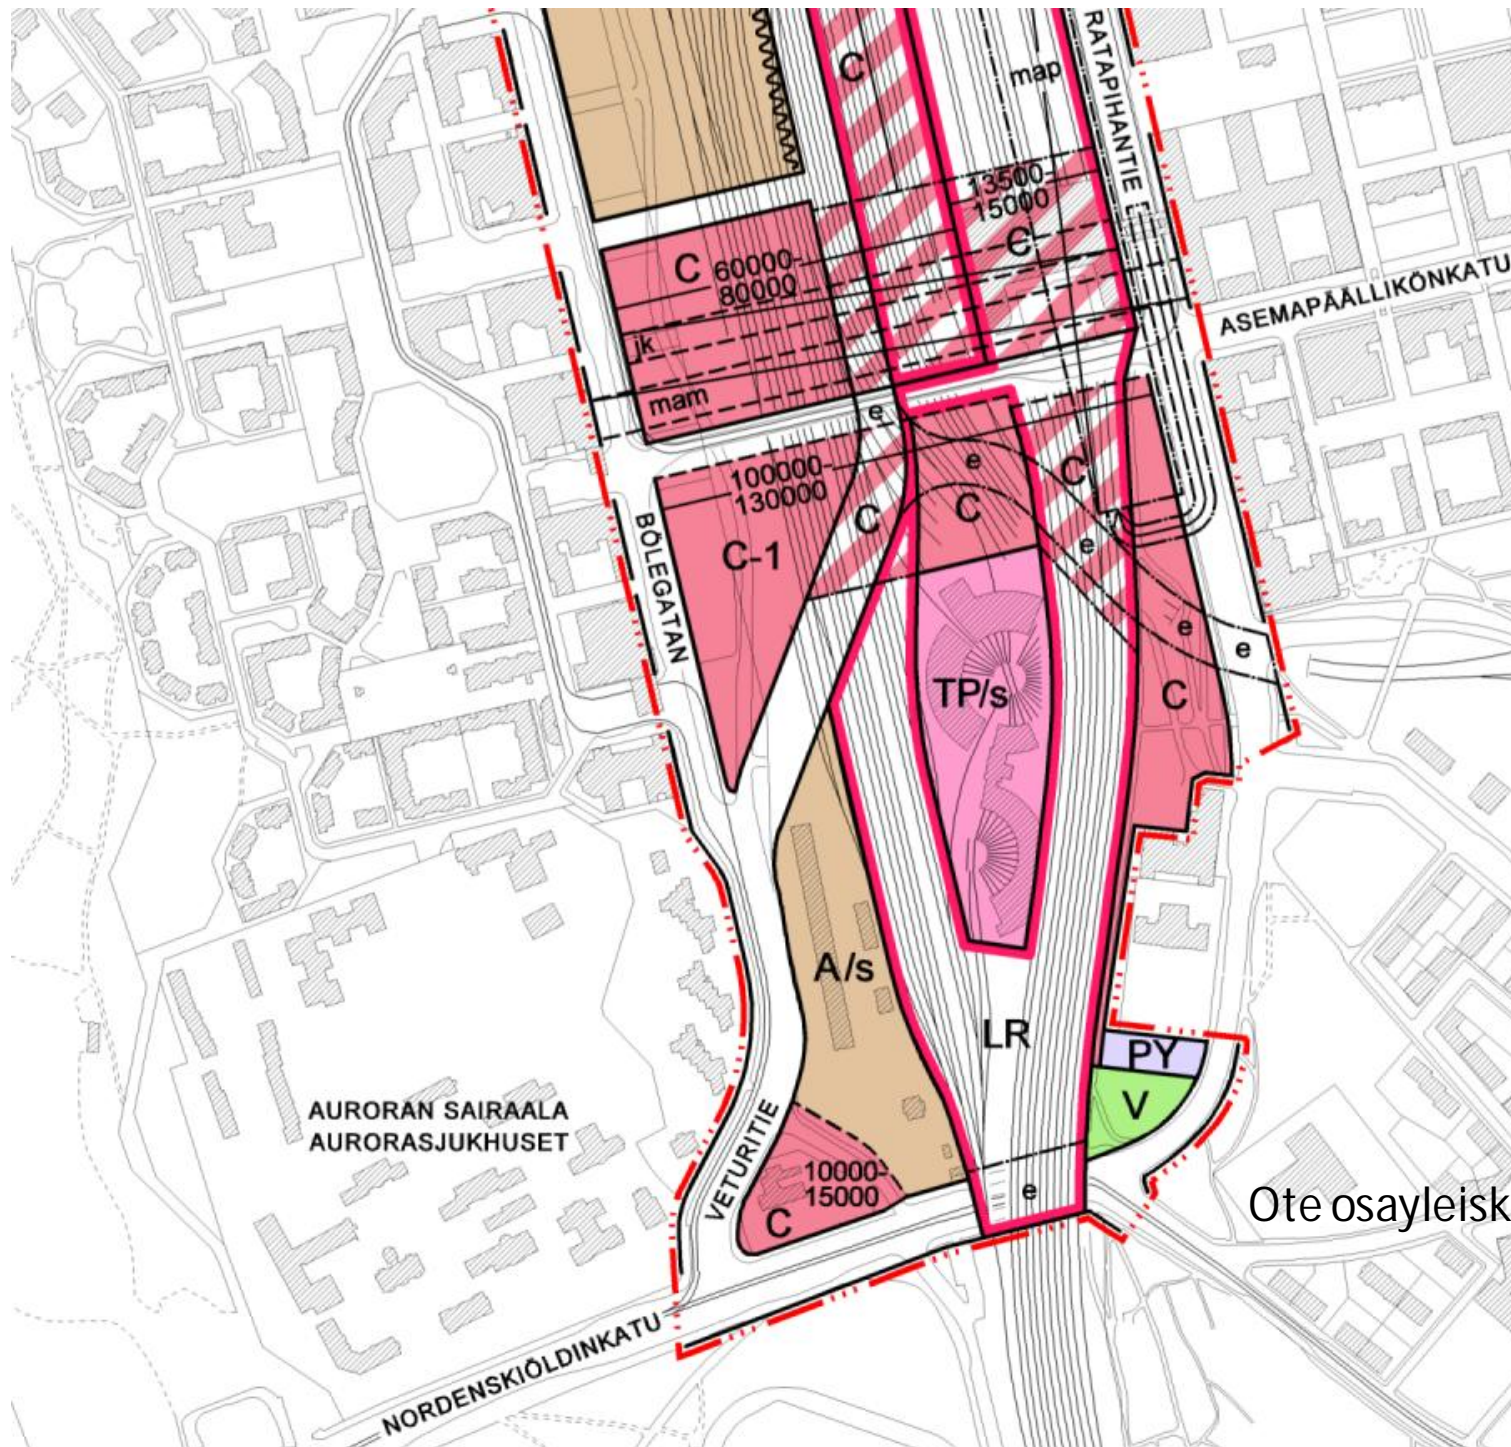 C
map
RATAPIHANTIE
13500-
15000
C
C 60000-
80000
jk
mam
ASEMAPÄÄLLIKÖNKATU
e
100000-
130000
e
C
C
C
C-1
BÖLEGATAN
e
e
e
TP/s
C
A/s
LR
PY
V
AURORAN SAIRAALA
AURORASJUKHUSET
VETURITIE
10000-
15000
C
e
Ote osayleisk
NORDENSKIÖLDINKATU